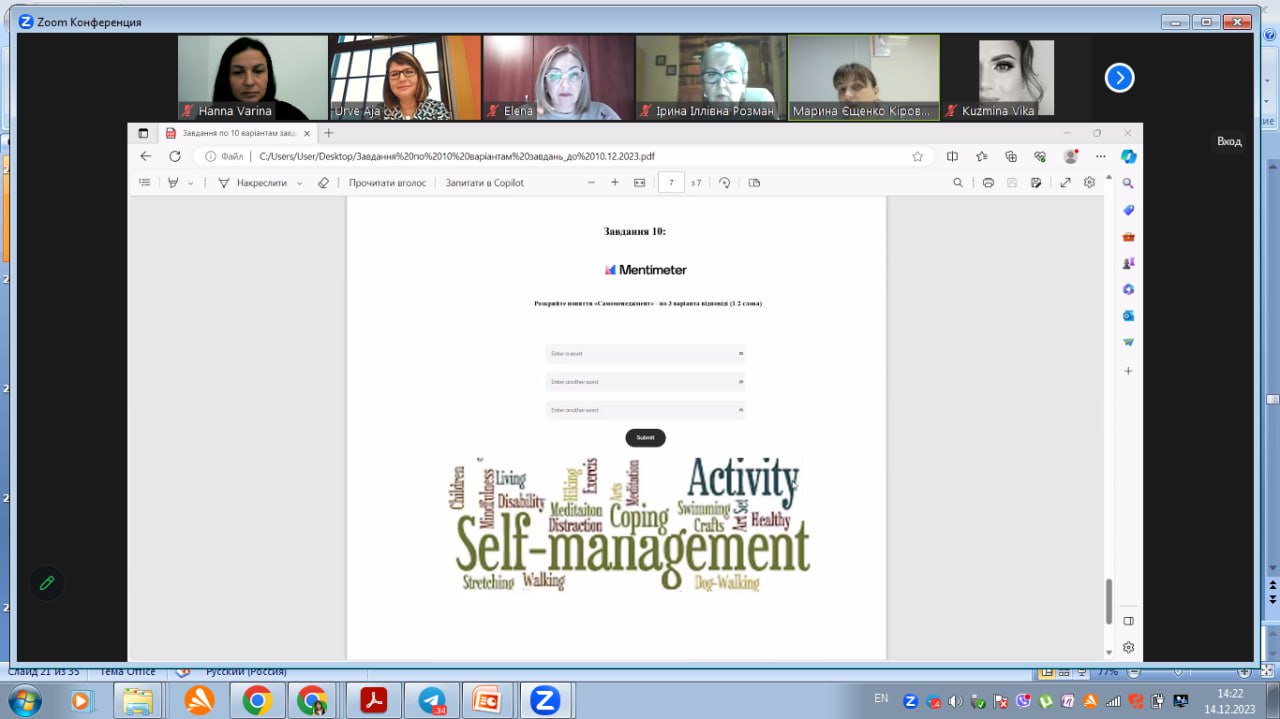 Zoom Конференция
Hanna Varina
Urve Aja
Elena
Ірина Іллівна Розман
Марина Єщенко Кіров...
Kuzmina Vika
Вход
Завдання по 10 варіантам завд
Файл
C:/Users/User/Desktop/Завдання%20по%2010%20варіантам%20завдань_до%2010.12.2023.pdf
Накреслити
Прочитати вголос
Запитати в Copilot
7
з 7
Завдання 10:
Mentimeter
Розкрийте поняття «Самоменеджмент» - по 3 варіанта відповіді (1-2 слова)
Enter a word
Enter another word
Enter another word
Submit
Children
Mindfulness
Living
Disability
Hiking
Exercis
Meditaiton
Distraction
Arts
Meditation
Coping
Activity
Swimming
Crafts
Art
Set
Healthy
Self-management
Stretching
Walking
Dog-Walking
Слайд 21 из 35
Тема Office
Русский (Россия)
77%
34
EN
14:22
14.12.2023